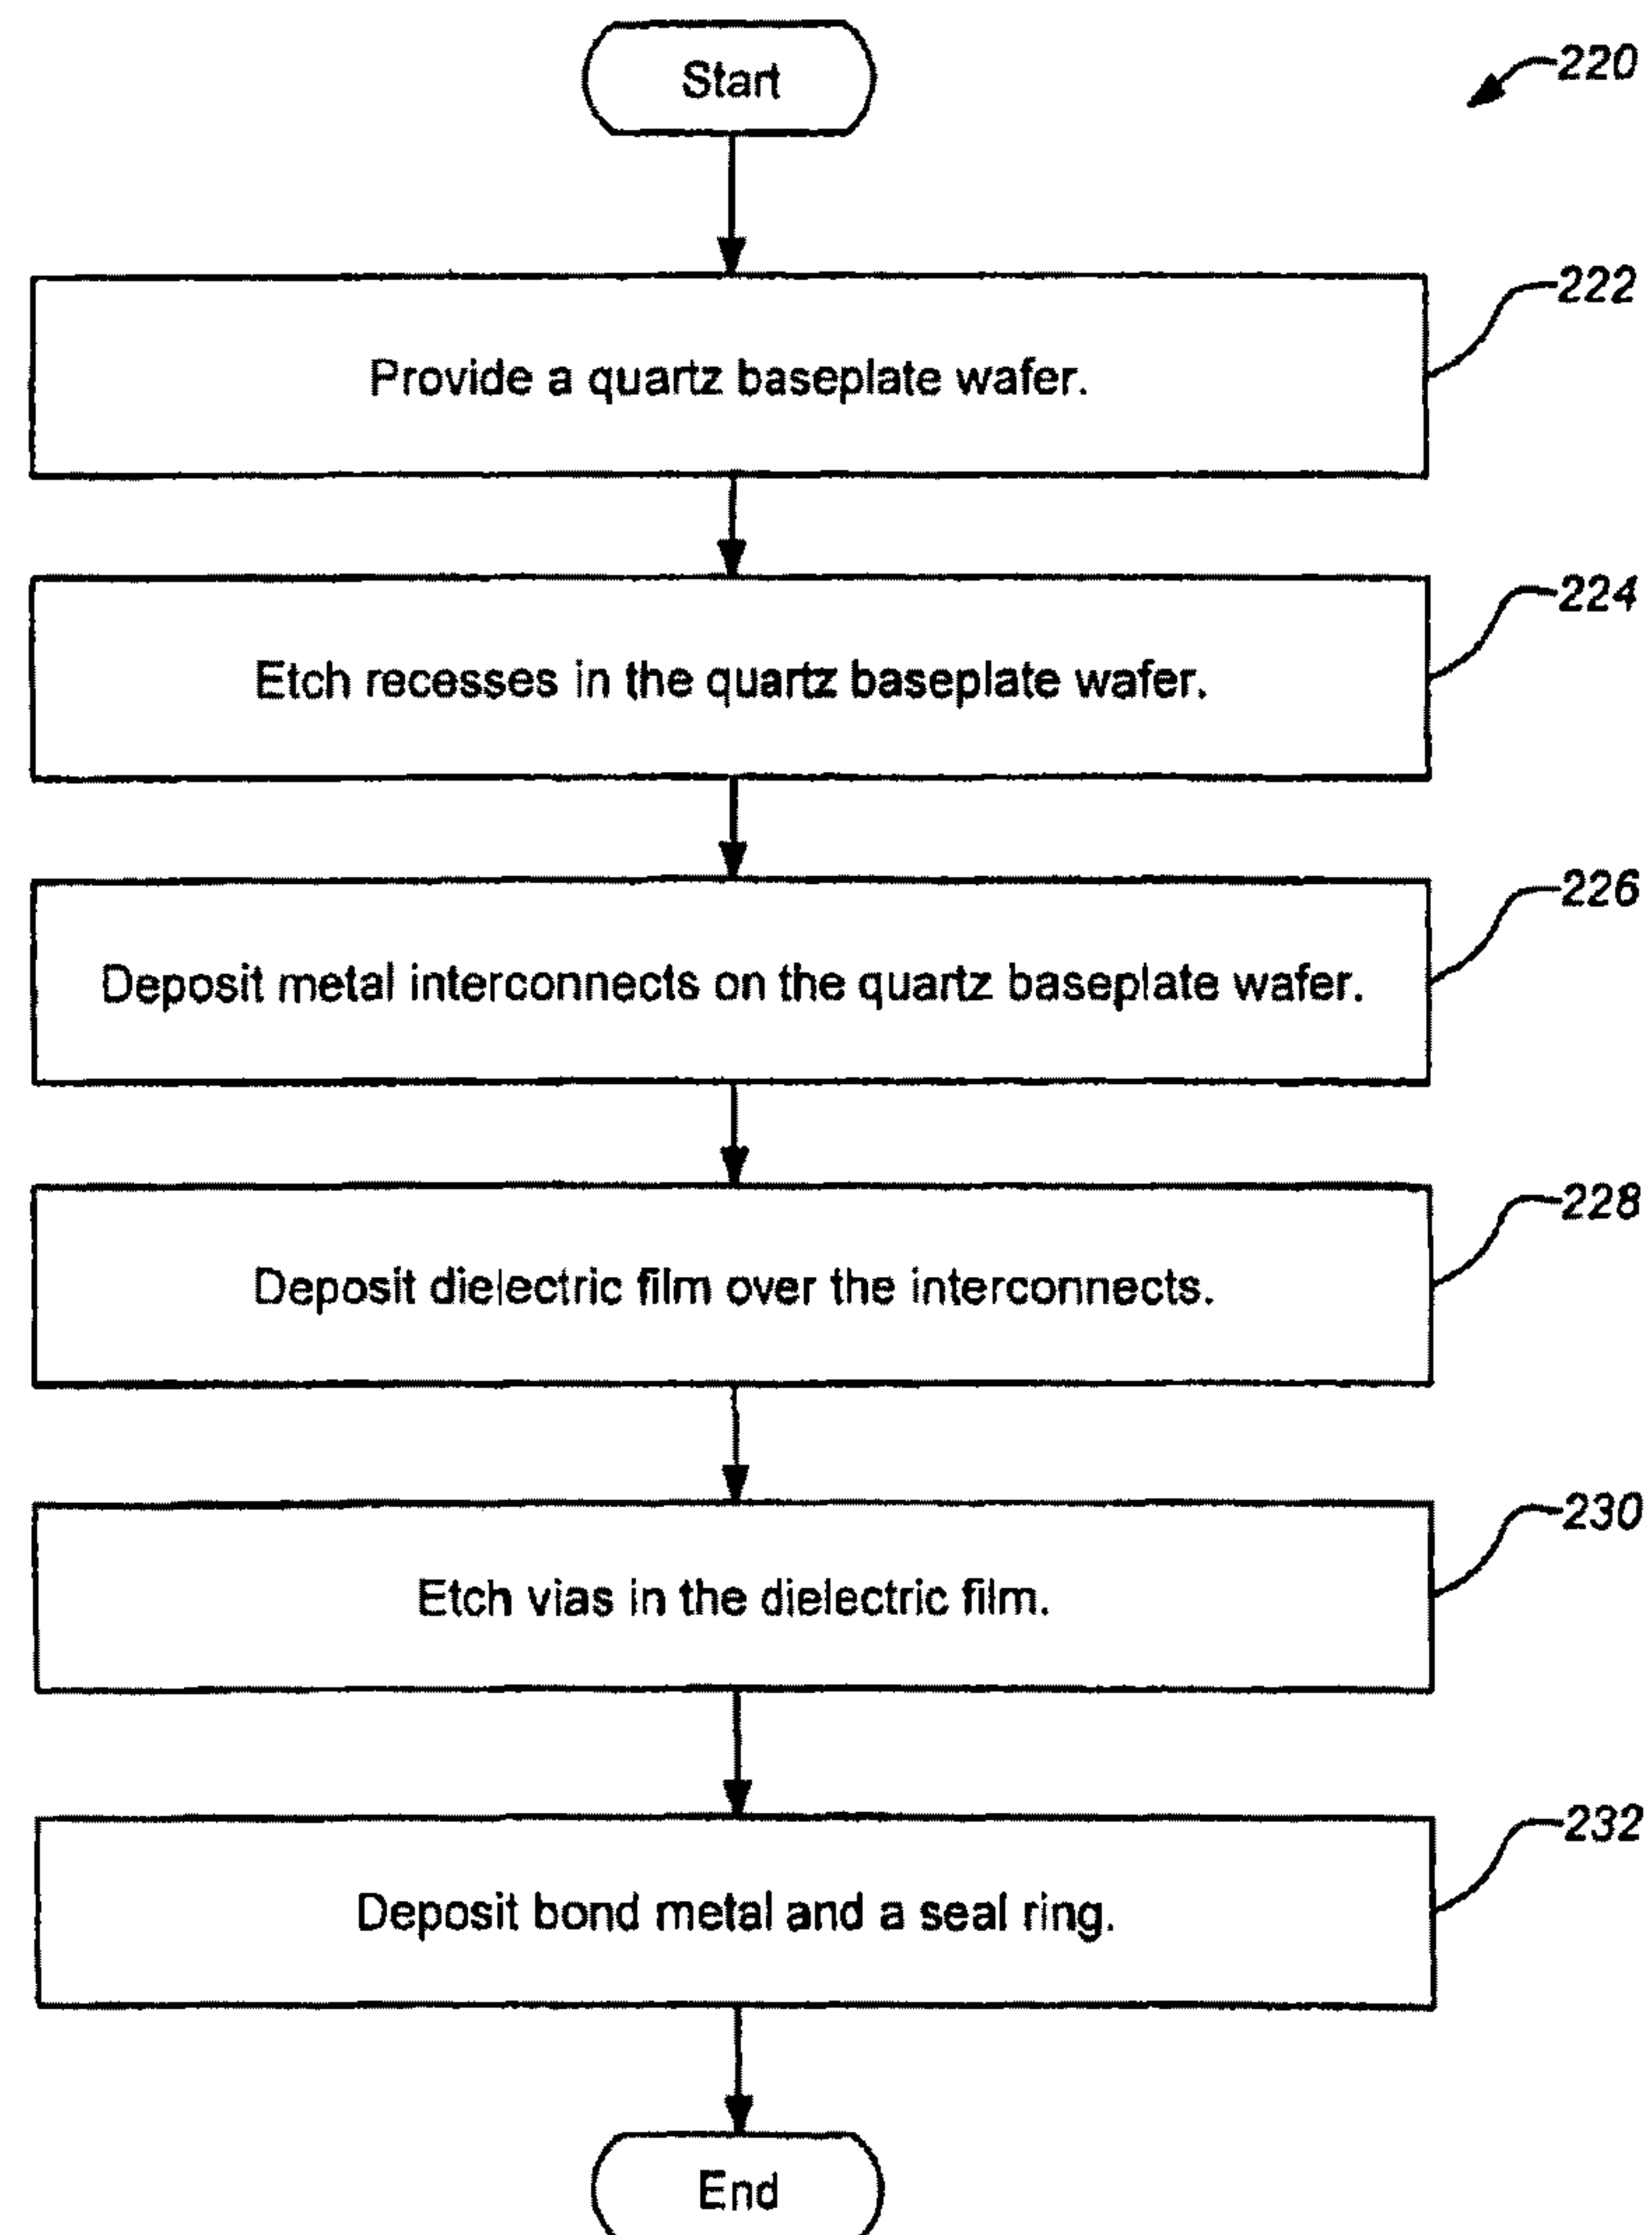 Start
220
Provide a quartz baseplate wafer.
222
Etch recesses in the quartz baseplate wafer.
224
Deposit metal interconnects on the quartz baseplate wafer.
226
Deposit dielectric film over the interconnects.
228
Etch vias in the dielectric film.
230
Deposit bond metal and a seal ring.
232
End